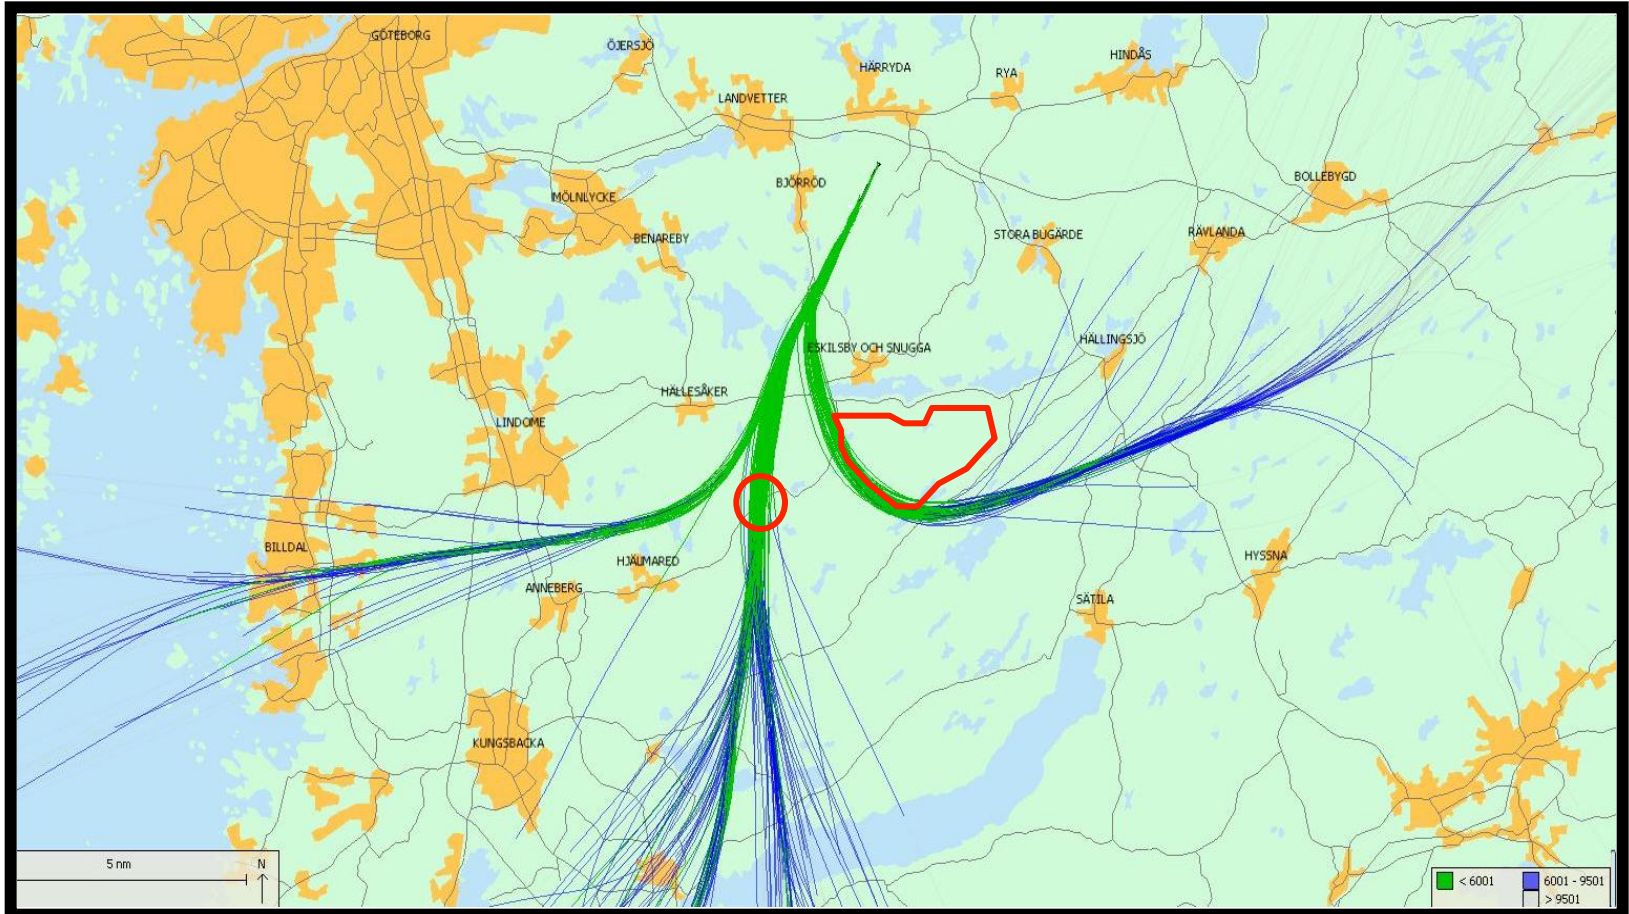 GÖTEBORG
ÖJERSJÖ
HÄRRYDA
RYA
HINDÅS
LANDVETTER
BJÖRRÖD
BOLLEBYGD
MÖLNLYCKE
BENAREBY
STORA BUGÄRDE
RÄVLANDA
ESKILSBY OCH SNUGGA
HÄLLINGSJÖ
HÄLLESÅKER
LINDOME
BILLDAL
HJÄLMARED
ANNEBERG
HYSSNA
SÄTILA
KUNGSBACKA
5 nm
N
< 6001
6001 - 9501
> 9501